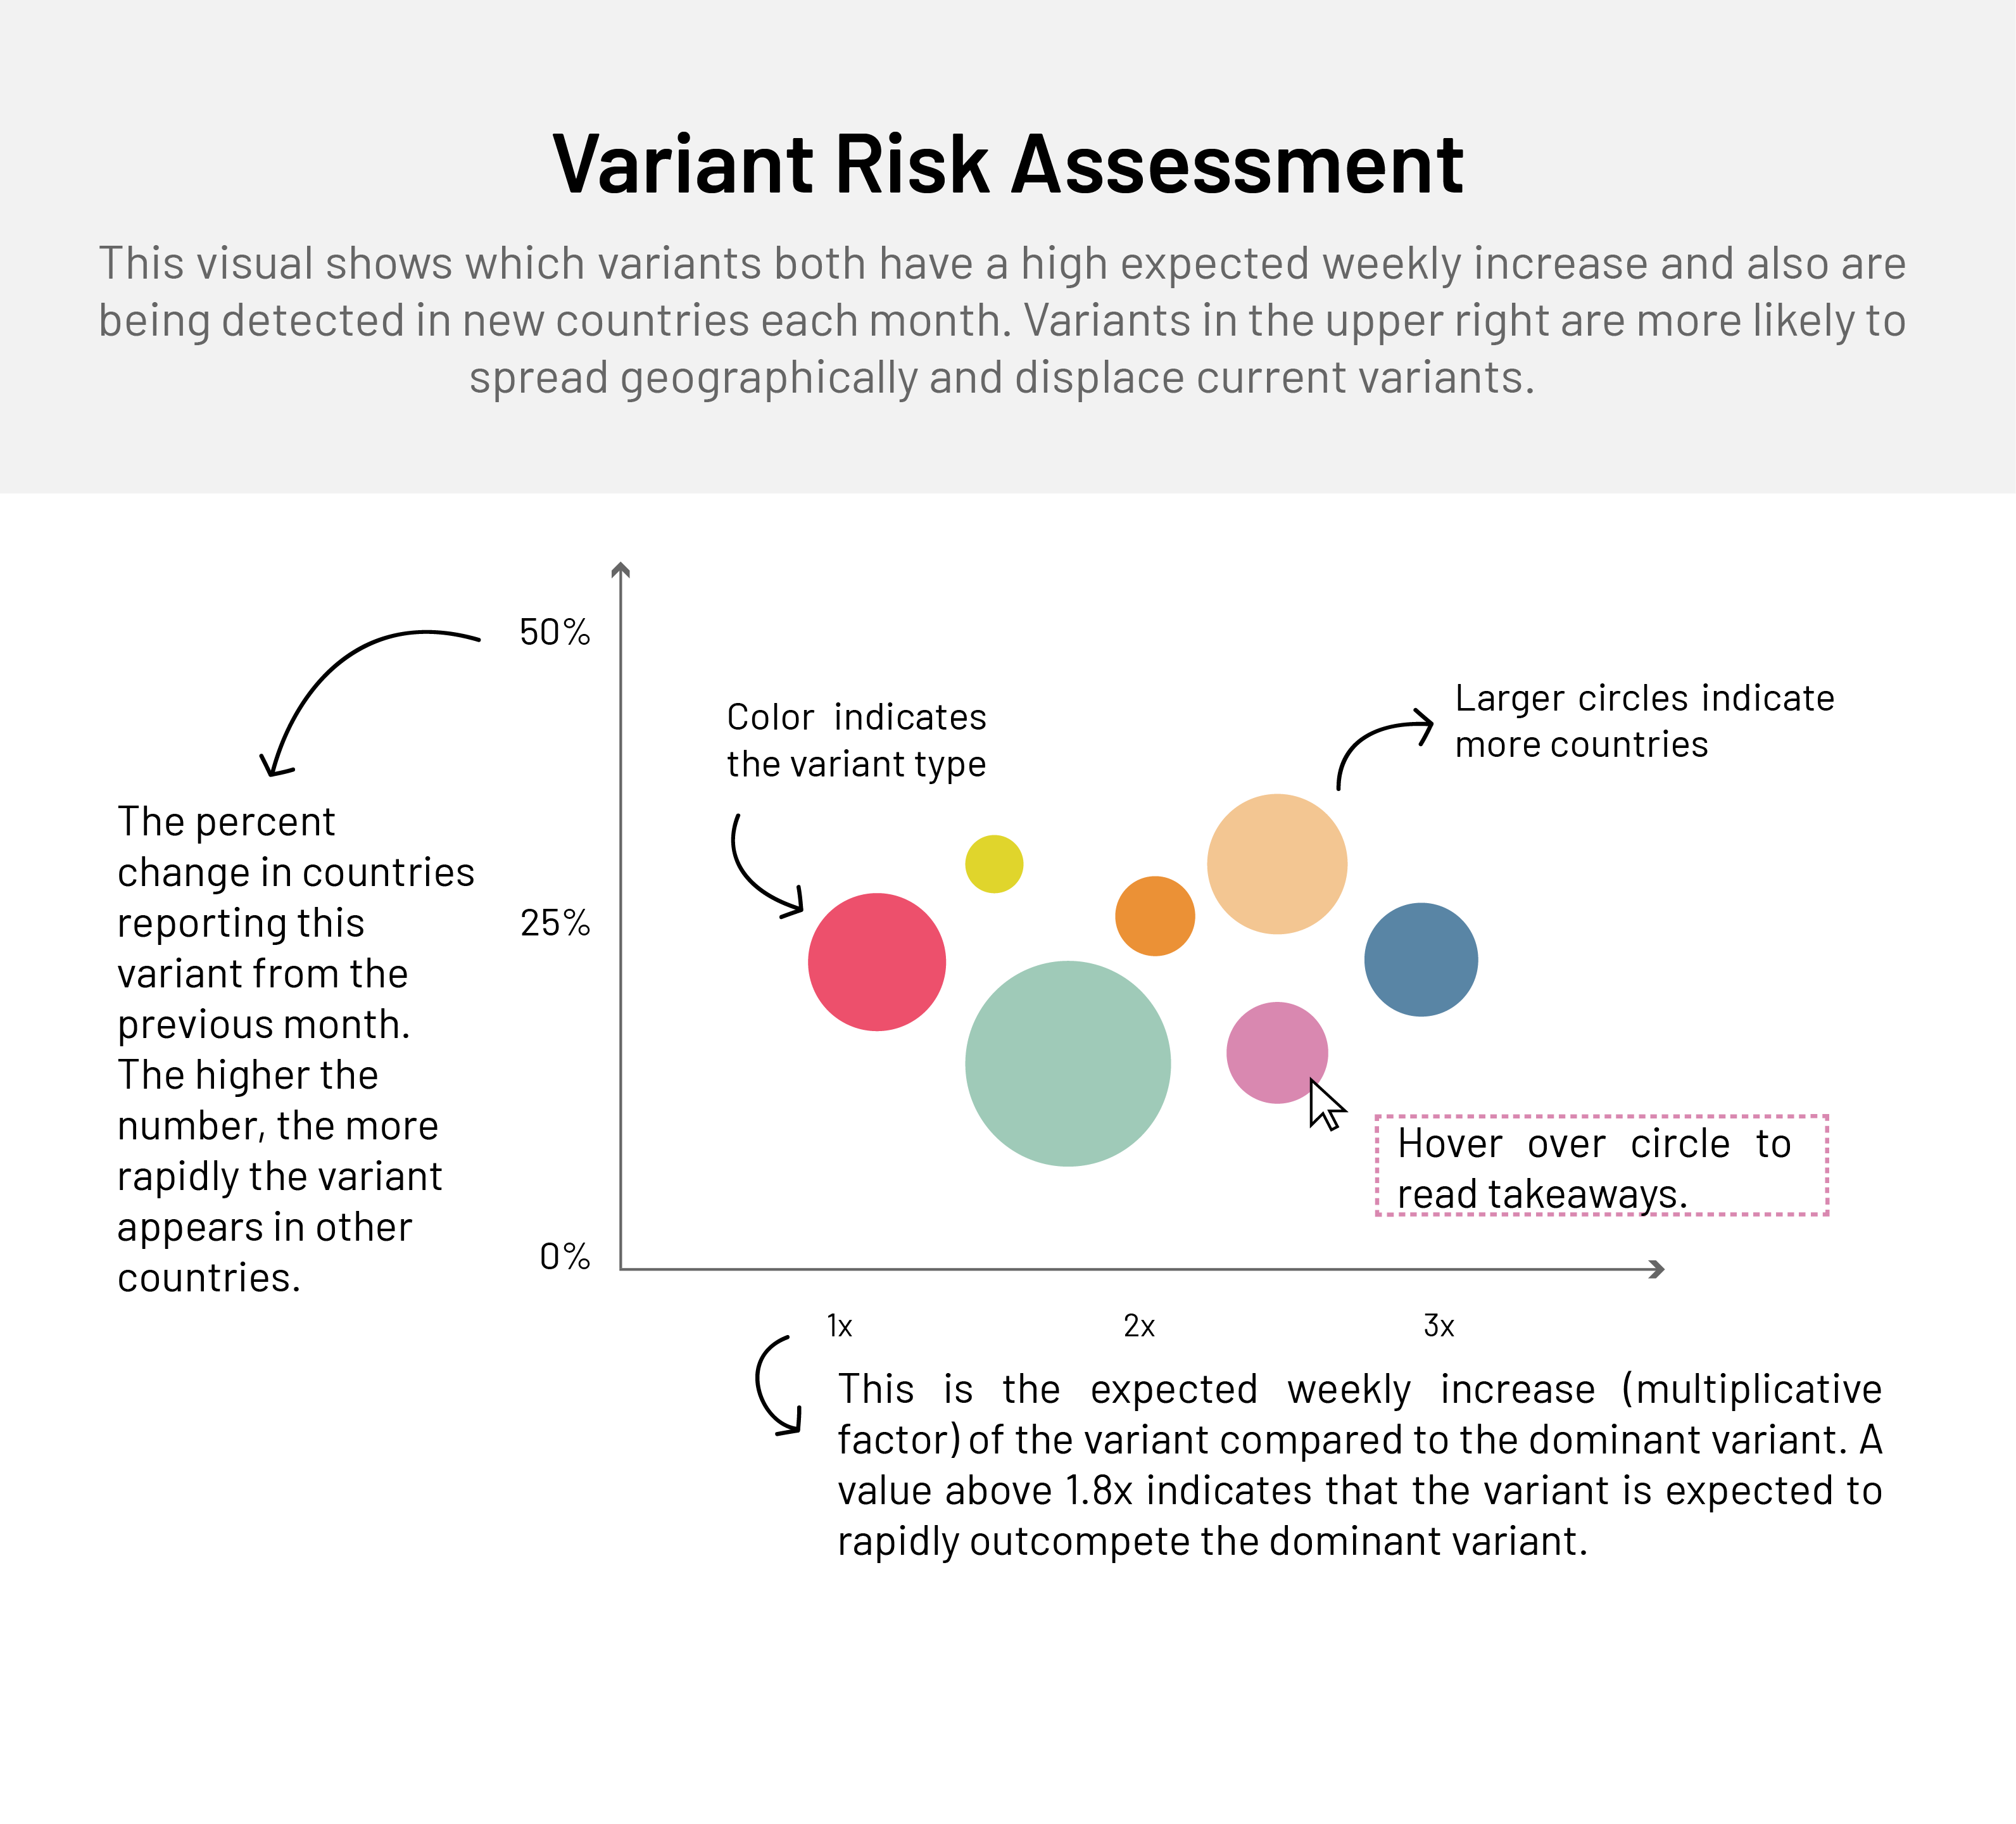 Variant Risk Assessment
This visual shows which variants both have a high expected weekly increase and also are
being detected in new countries each month. Variants in the upper right are more likely to
spread geographically and displace current variants.
50%
25%
0%
The percent
change in countries
reporting this
variant from the
previous month.
The higher the
number, the more
rapidly the variant
appears in other
countries.
Color indicates
the variant type
Larger circles indicate
more countries
Hover over circle to
read takeaways.
1x
2x
3x
This is the expected weekly increase (multiplicative
factor) of the variant compared to the dominant variant. A
value above 1.8x indicates that the variant is expected to
rapidly outcompete the dominant variant.